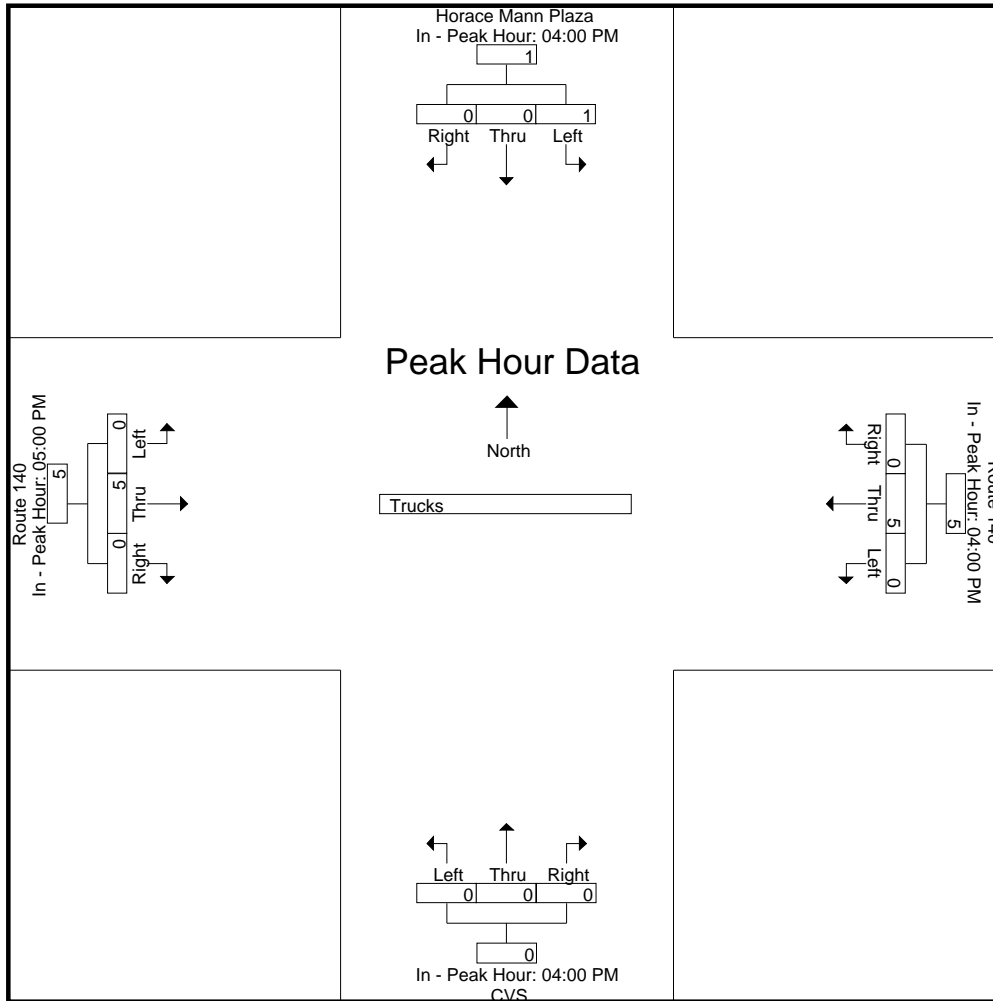 Horace Mann Plaza
In - Peak Hour: 04:00 PM
1
0 0 1
Right Thru Left
Peak Hour Data
North
Trucks
Route 140
In - Peak Hour: 05:00 PM
5
0 5 0
Left Thru Right
Route 140
In - Peak Hour: 04:00 PM
5
0 5 0
Right Thru Left
Left Thru Right
0 0 0
0
In - Peak Hour: 04:00 PM
CVS